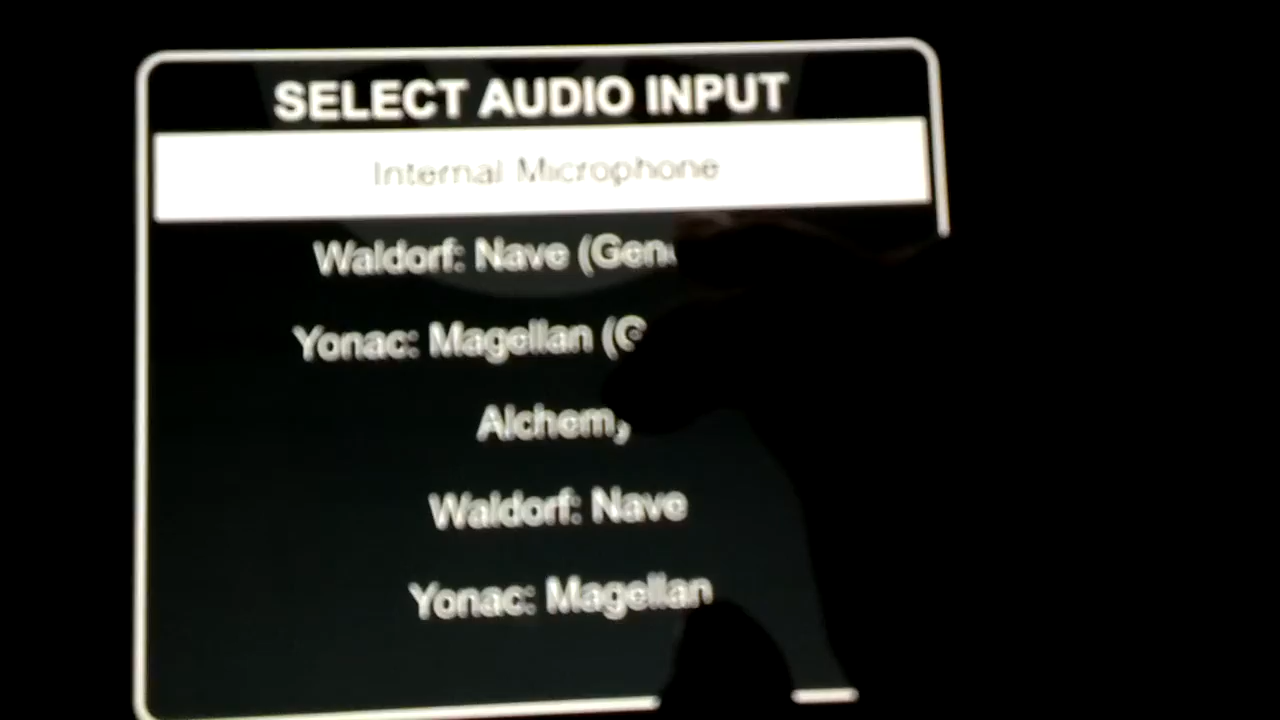 SELECT AUDIO INPUT
Internal Microphone
Waldorf: Nave
Yonac: Magellan
Waldorf: Nave
Yonac: Magellan